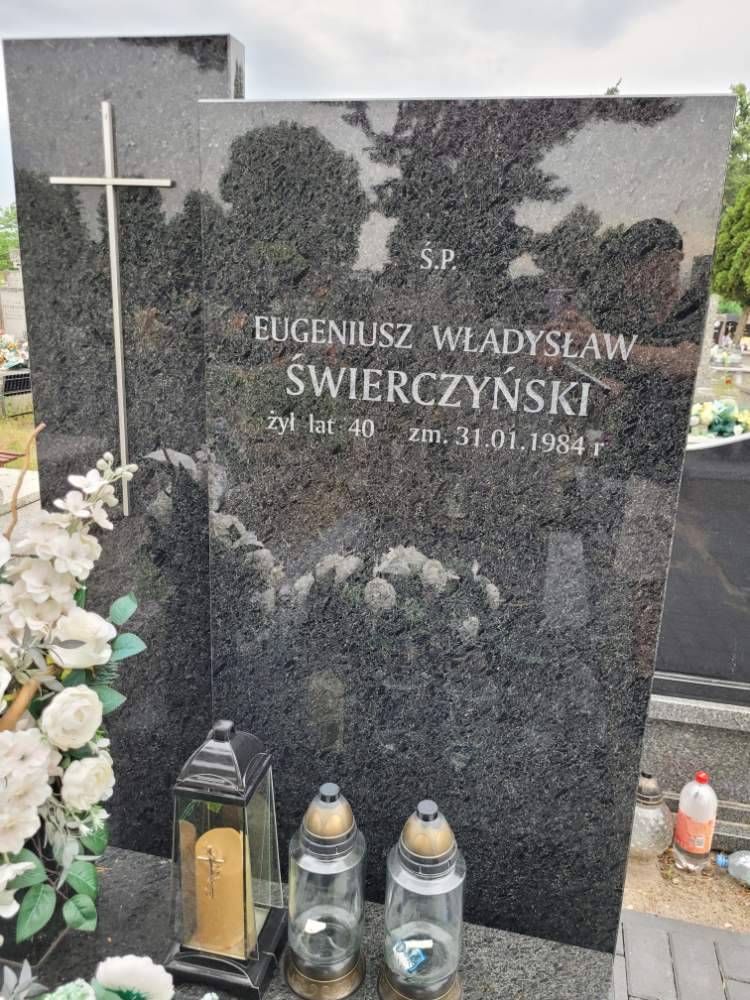 Ś.P.
EUGENIUSZ WŁADYSŁAW
ŚWIERCZYŃSKI
żył lat 40 zm. 31.01.1984 r